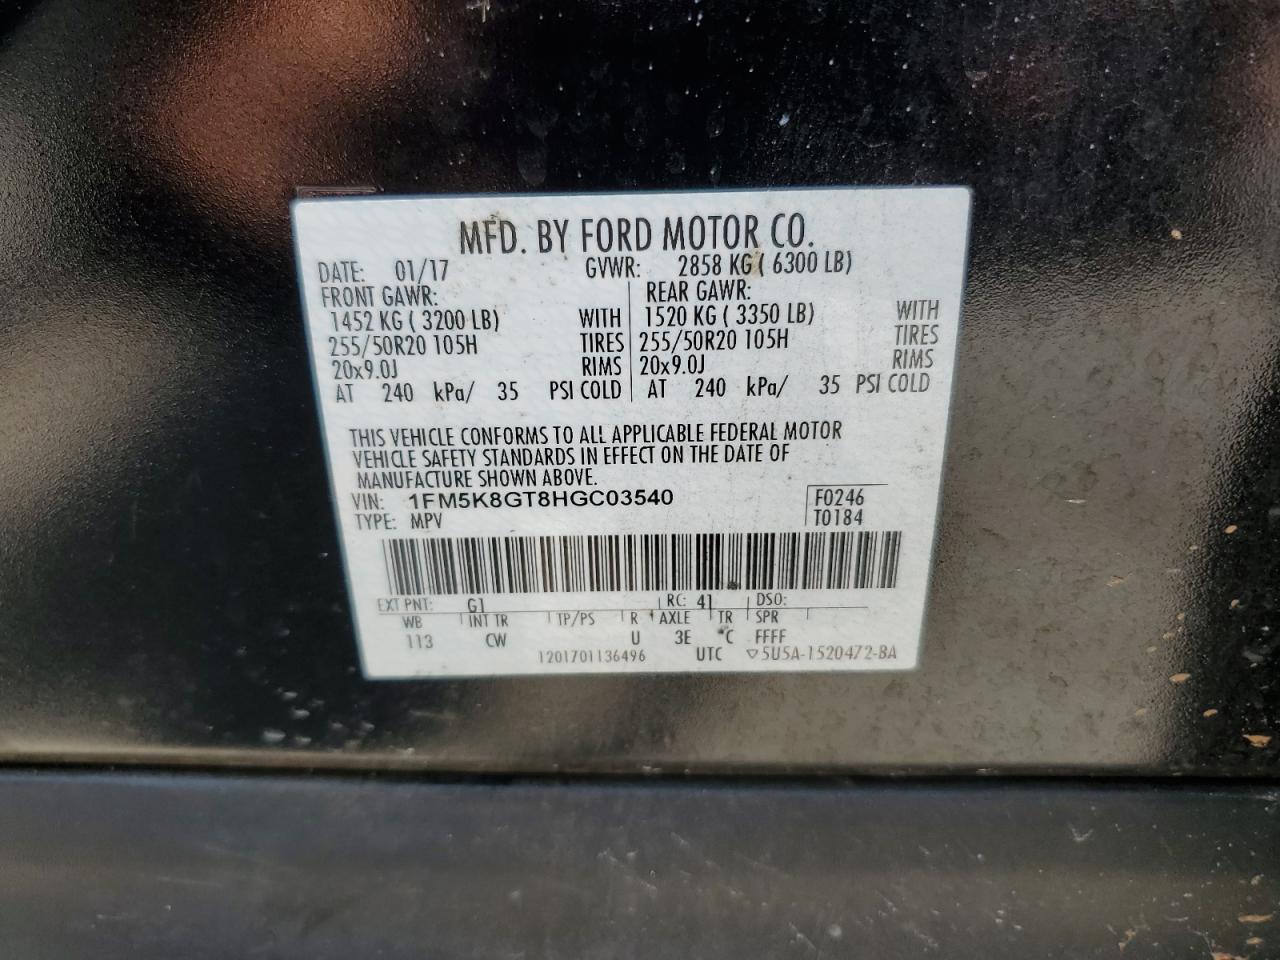 MFD. BY FORD MOTOR CO.
DATE: 01/17 GVWR: 2858 KG ( 6300 LB)
FRONT GAWR: REAR GAWR:
1452 KG ( 3200 LB) WITH 1520 KG ( 3350 LB) WITH
255/50R20 105H TIRES 255/50R20 105H TIRES
20x9.0J RIMS 20x9.0J RIMS
AT 240 kPa/ 35 PSI COLD AT 240 kPa/ 35 PSI COLD
THIS VEHICLE CONFORMS TO ALL APPLICABLE FEDERAL MOTOR
VEHICLE SAFETY STANDARDS IN EFFECT ON THE DATE OF
MANUFACTURE SHOWN ABOVE.
VIN: 1FM5K8GT8HGC03540 F0246
TYPE: MPV T0184
EXT PNT: G1 RC: 41 DSO:
WB INT TR TP/PS R AXLE TR SPR
113 CW U 3E C FFFF
1201701136496 UTC ▽5U5A-1520472-BA